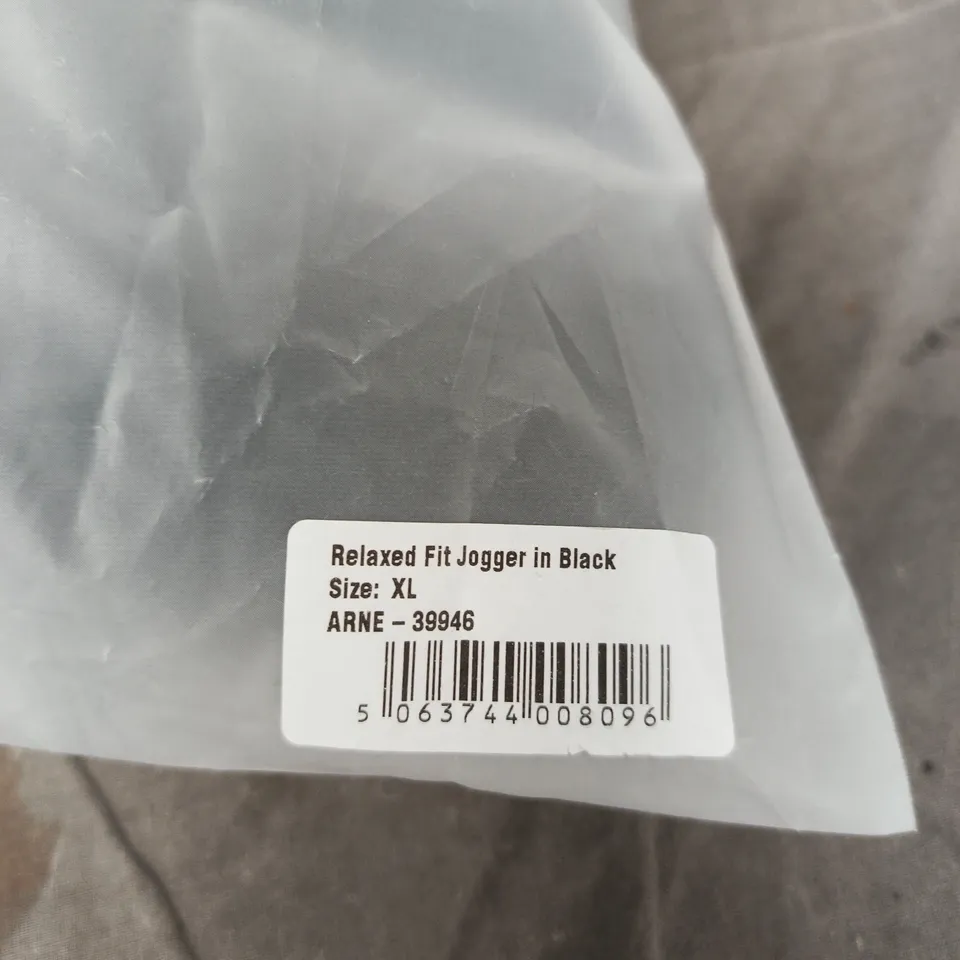 Relaxed Fit Jogger in Black
Size: XL
ARNE – 39946
5 063744 008096